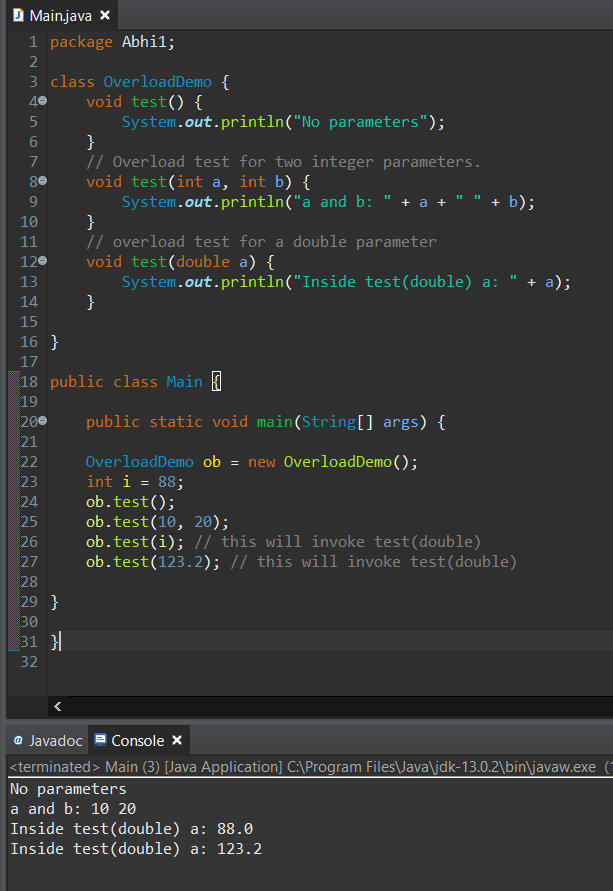 Main.java
1 package Abhi1;
2
3 class OverloadDemo {
4 void test() {
5 System.out.println("No parameters");
6 }
7 // Overload test for two integer parameters.
8 void test(int a, int b) {
9 System.out.println("a and b: " + a + " " + b);
10 }
11 // overload test for a double parameter
12 void test(double a) {
13 System.out.println("Inside test(double) a: " + a);
14 }
15
16 }
17
18 public class Main {
19
20 public static void main(String[] args) {
21
22 OverloadDemo ob = new OverloadDemo();
23 int i = 88;
24 ob.test();
25 ob.test(10, 20);
26 ob.test(i); // this will invoke test(double)
27 ob.test(123.2); // this will invoke test(double)
28
29 }
30
31 }
32
@ Javadoc Console
<terminated> Main (3) [Java Application] C:\Program Files\Java\jdk-13.0.2\bin\javaw.exe (
No parameters
a and b: 10 20
Inside test(double) a: 88.0
Inside test(double) a: 123.2